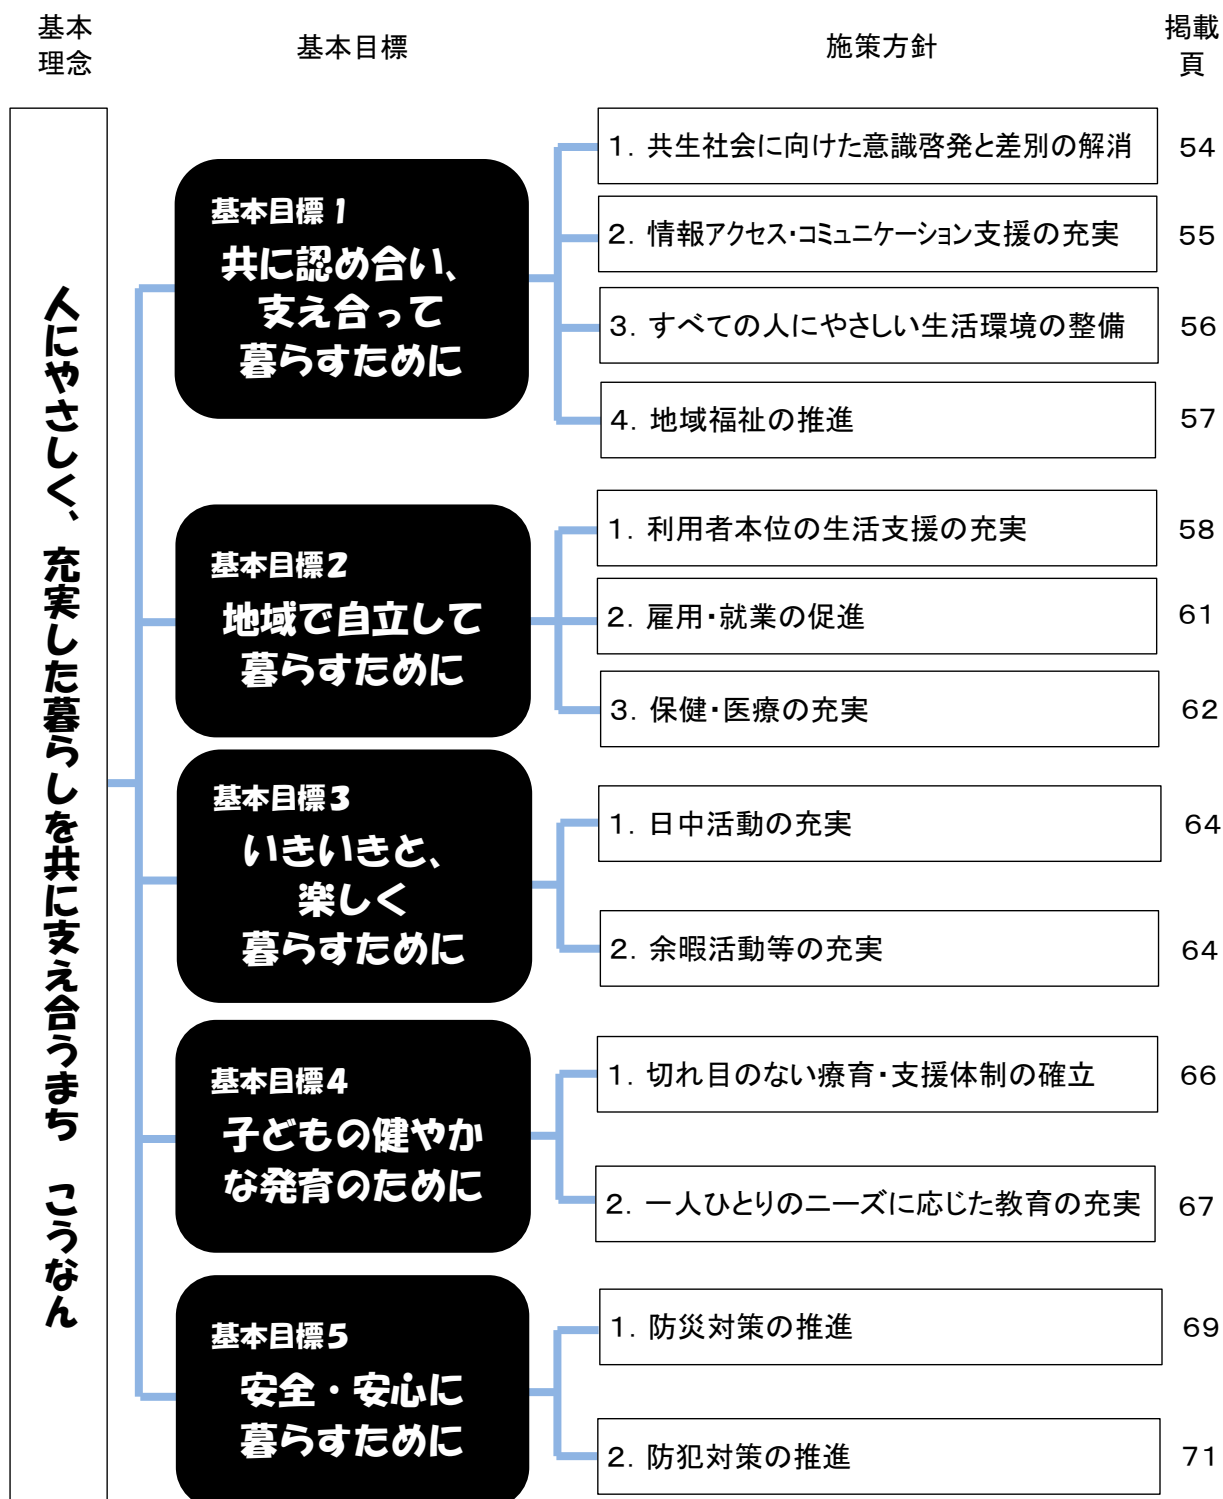 基本
理念
基本目標
施策方針
掲載
頁
人にやさしく、充実した暮らしを共に支え合うまち　こうなん
基本目標1
共に認め合い、
支え合って
暮らすために
1．共生社会に向けた意識啓発と差別の解消　54
2．情報アクセス・コミュニケーション支援の充実　55
3．すべての人にやさしい生活環境の整備　56
4．地域福祉の推進　57
基本目標2
地域で自立して
暮らすために
1．利用者本位の生活支援の充実　58
2．雇用・就業の促進　61
3．保健・医療の充実　62
基本目標3
いきいきと、
楽しく
暮らすために
1．日中活動の充実　64
2．余暇活動等の充実　64
基本目標4
子どもの健やか
な発育のために
1．切れ目のない療育・支援体制の確立　66
2．一人ひとりのニーズに応じた教育の充実　67
基本目標5
安全・安心に
暮らすために
1．防災対策の推進　69
2．防犯対策の推進　71